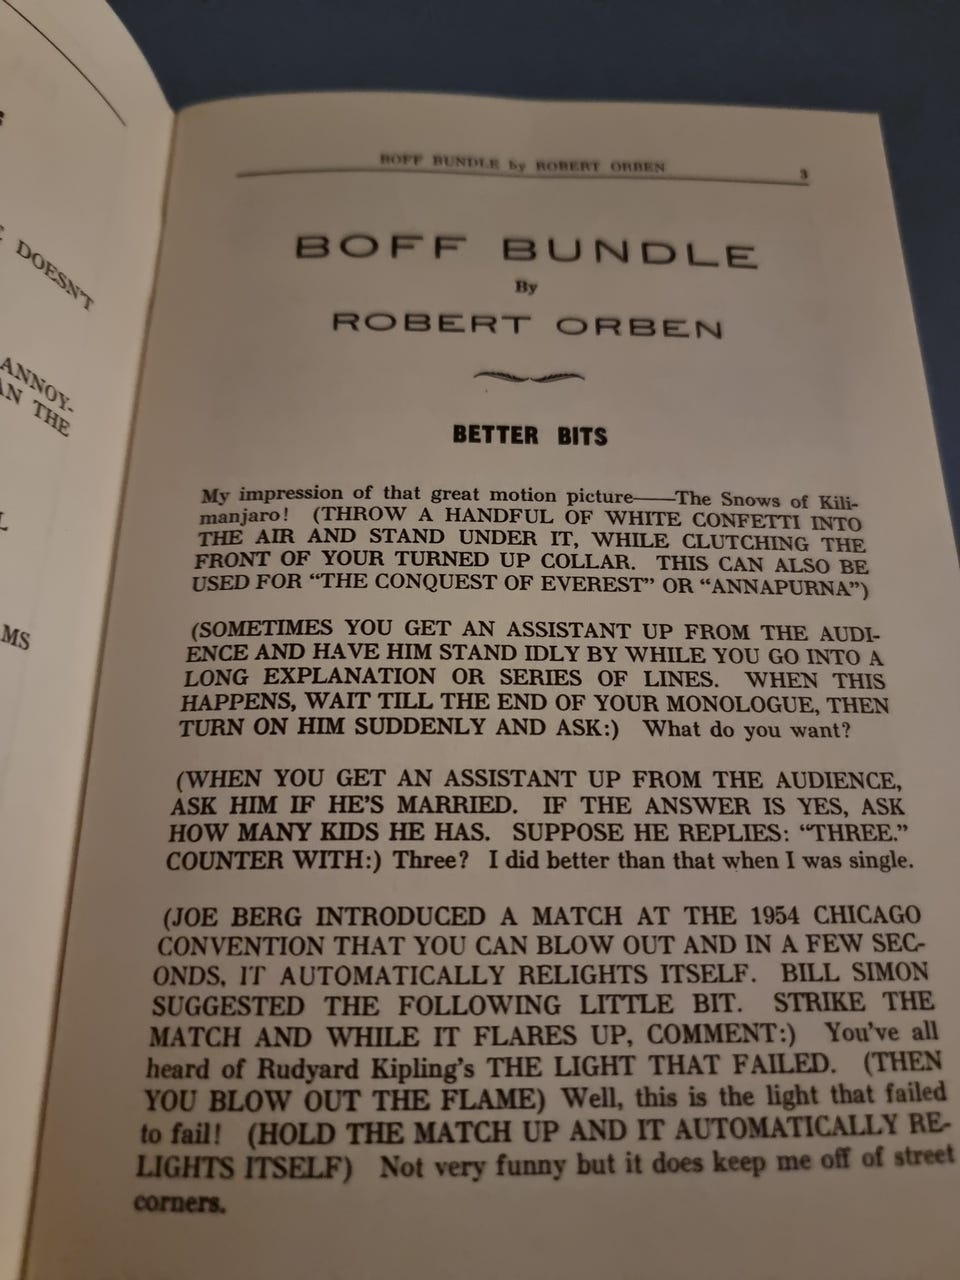 DOESN'T
ANNOY-
AN THE
MS
BOFF BUNDLE by ROBERT ORBEN 3
BOFF BUNDLE
By
ROBERT ORBEN
BETTER BITS
My impression of that great motion picture——The Snows of Kili-
manjaro! (THROW A HANDFUL OF WHITE CONFETTI INTO
THE AIR AND STAND UNDER IT, WHILE CLUTCHING THE
FRONT OF YOUR TURNED UP COLLAR. THIS CAN ALSO BE
USED FOR “THE CONQUEST OF EVEREST” OR “ANNAPURNA”)
(SOMETIMES YOU GET AN ASSISTANT UP FROM THE AUDI-
ENCE AND HAVE HIM STAND IDLY BY WHILE YOU GO INTO A
LONG EXPLANATION OR SERIES OF LINES. WHEN THIS
HAPPENS, WAIT TILL THE END OF YOUR MONOLOGUE, THEN
TURN ON HIM SUDDENLY AND ASK:) What do you want?
(WHEN YOU GET AN ASSISTANT UP FROM THE AUDIENCE,
ASK HIM IF HE'S MARRIED. IF THE ANSWER IS YES, ASK
HOW MANY KIDS HE HAS. SUPPOSE HE REPLIES: “THREE.”
COUNTER WITH:) Three? I did better than that when I was single.
(JOE BERG INTRODUCED A MATCH AT THE 1954 CHICAGO
CONVENTION THAT YOU CAN BLOW OUT AND IN A FEW SEC-
ONDS, IT AUTOMATICALLY RELIGHTS ITSELF. BILL SIMON
SUGGESTED THE FOLLOWING LITTLE BIT. STRIKE THE
MATCH AND WHILE IT FLARES UP, COMMENT:) You've all
heard of Rudyard Kipling's THE LIGHT THAT FAILED. (THEN
YOU BLOW OUT THE FLAME) Well, this is the light that failed
to fail! (HOLD THE MATCH UP AND IT AUTOMATICALLY RE-
LIGHTS ITSELF) Not very funny but it does keep me off of street
corners.